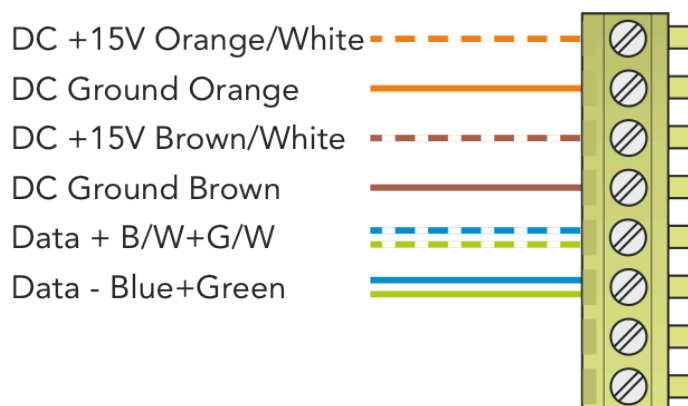 DC +15V Orange/White
DC Ground Orange
DC +15V Brown/White
DC Ground Brown
Data + B/W+G/W
Data - Blue+Green